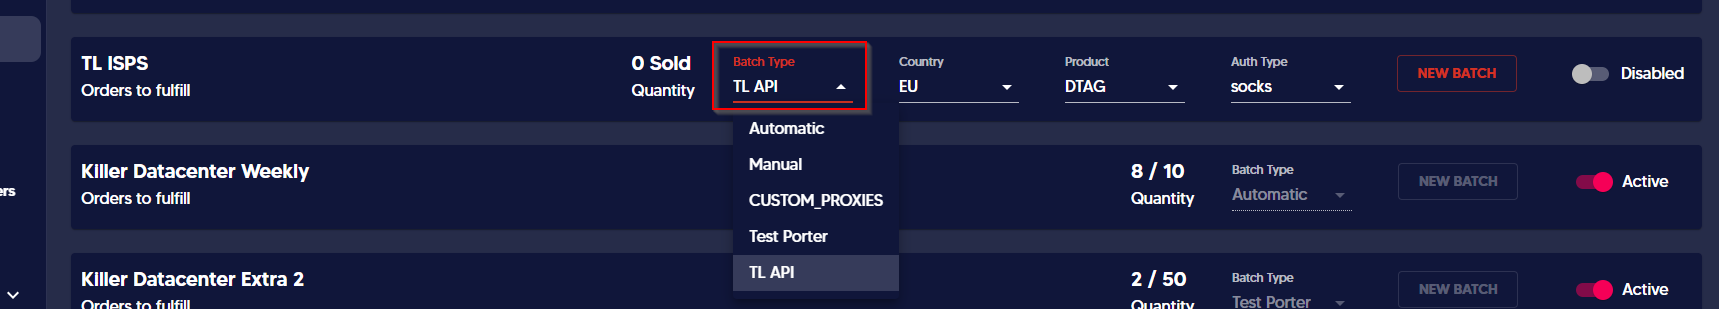 TL ISPS
Orders to fulfill
0 Sold
Quantity
Batch Type
TL API
Country
EU
Product
DTAG
Auth Type
socks
NEW BATCH
Disabled
Automatic
Manual
CUSTOM_PROXIES
Test Porter
TL API
ers
Killer Datacenter Weekly
Orders to fulfill
8 / 10
Quantity
Batch Type
Automatic
NEW BATCH
Active
Killer Datacenter Extra 2
Orders to fulfill
2 / 50
Quantity
Batch Type
Test Porter
NEW BATCH
Active